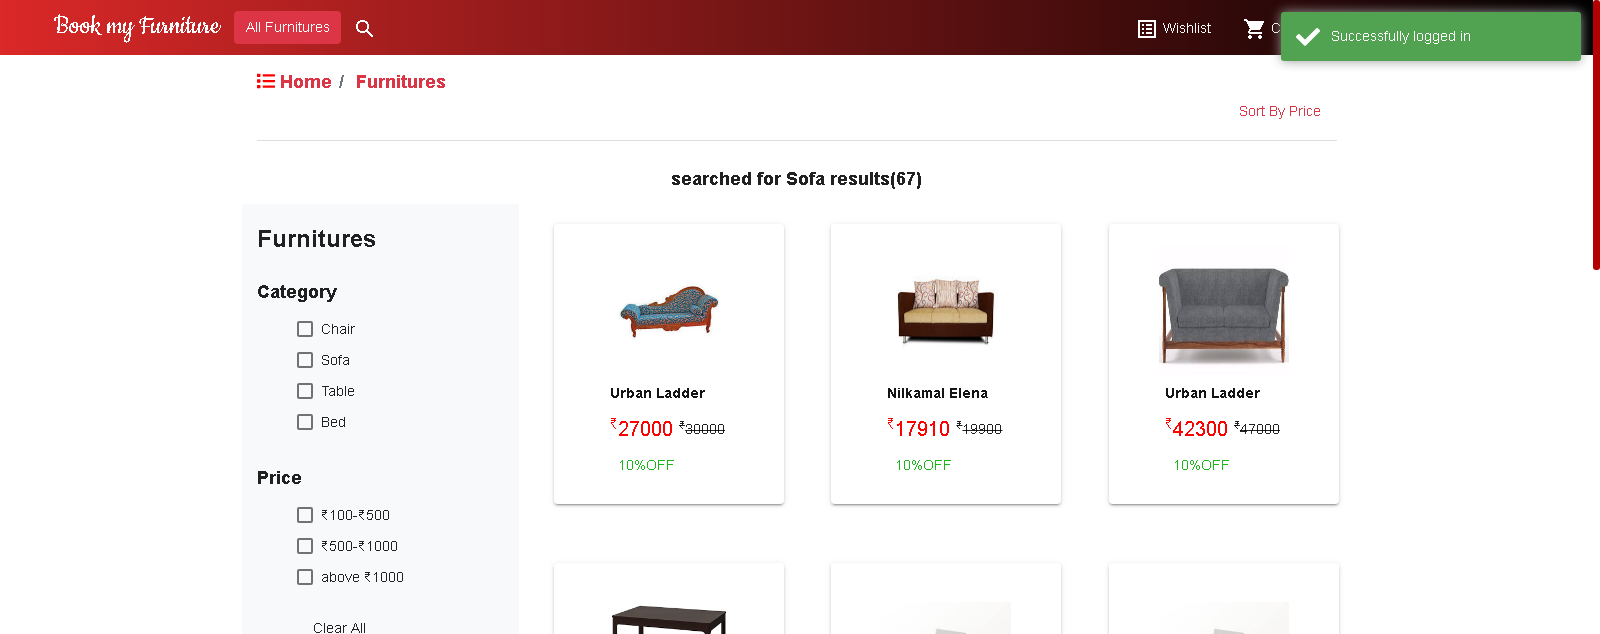 Book my Furniture
All Furnitures
Wishlist
C
Successfully logged in
Home / Furnitures
Sort By Price
searched for Sofa results(67)
Furnitures
Category
Chair
Sofa
Table
Bed
Price
₹100-₹500
₹500-₹1000
above ₹1000
Clear All
Urban Ladder
₹27000 ₹30000
10%OFF
Nilkamal Elena
₹17910 ₹19900
10%OFF
Urban Ladder
₹42300 ₹47000
10%OFF